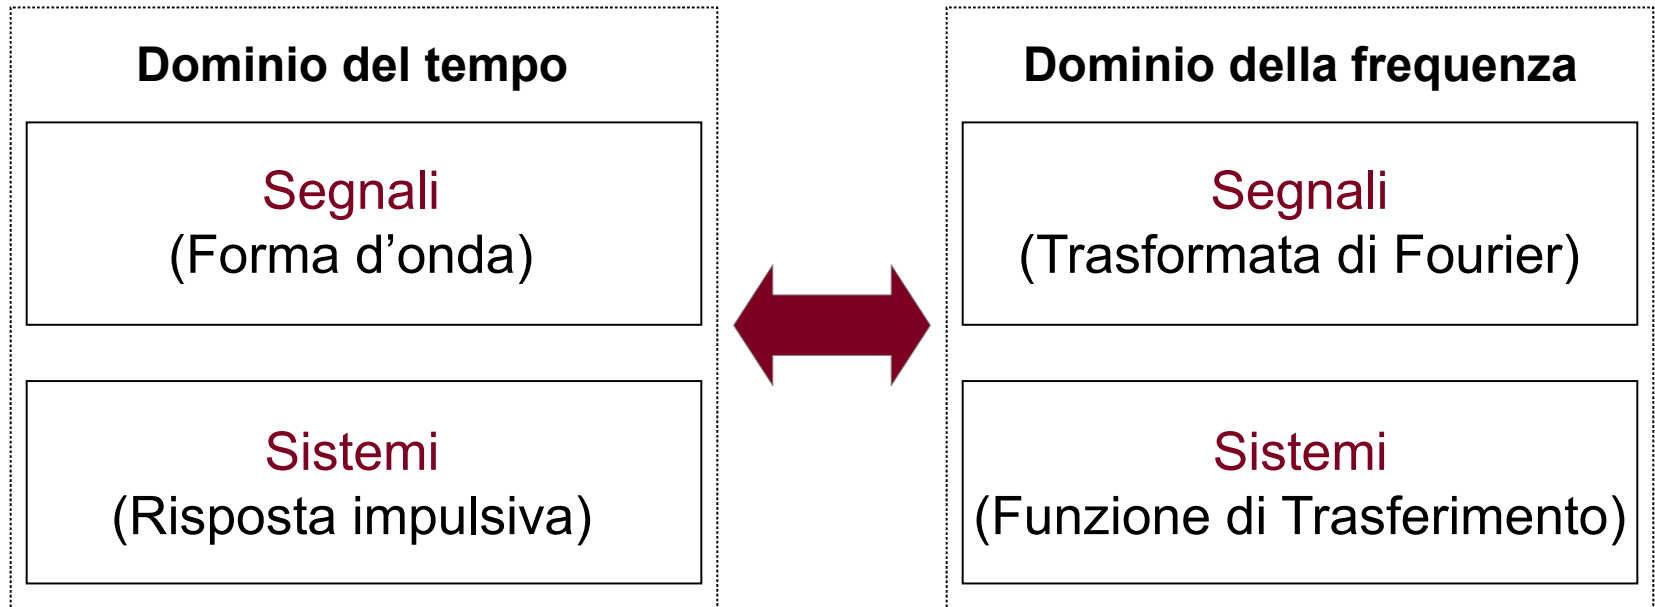 Dominio del tempo
Segnali
(Forma d’onda)
Sistemi
(Risposta impulsiva)
Dominio della frequenza
Segnali
(Trasformata di Fourier)
Sistemi
(Funzione di Trasferimento)